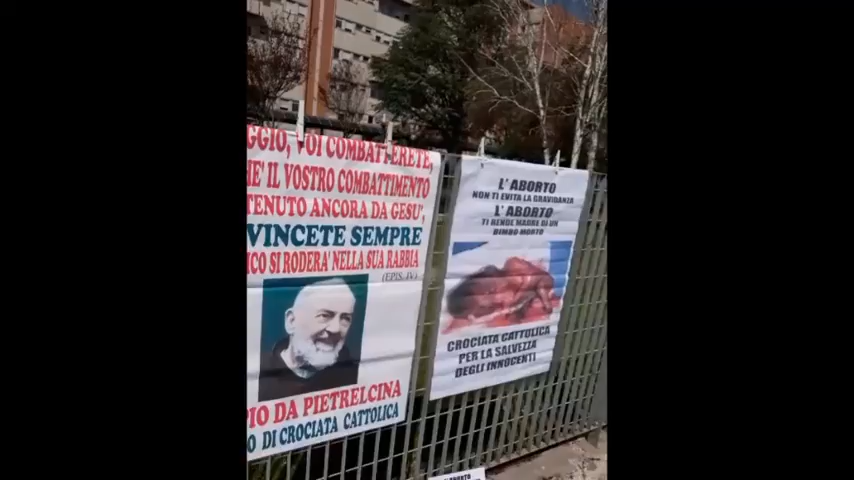 GGIO, VOI COMBATTERETE,
HE' IL VOSTRO COMBATTIMENTO
TENUTO ANCORA DA GESU',
VINCETE SEMPRE
ICO SI RODERA' NELLA SUA RABBIA
(EPIS. IV)
PIO DA PIETRELCINA
O DI CROCIATA CATTOLICA
L'ABORTO
NON TI EVITA LA GRAVIDANZA
L'ABORTO
TI RENDE MADRE DI UN
BIMBO MORTO
CROCIATA CATTOLICA
PER LA SALVEZZA
DEGLI INNOCENTI
L'ABORTO